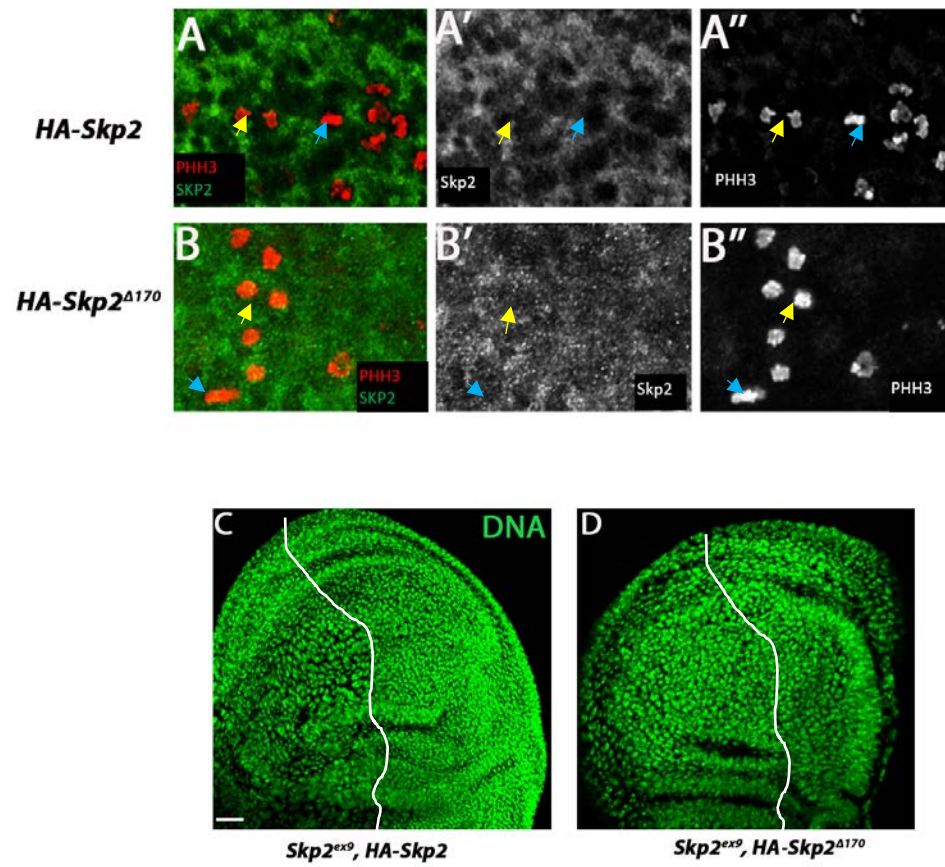 A
A′
A″
HA-Skp2
PHH3
SKP2
Skp2
PHH3
B
B′
B″
HA-Skp2Δ170
PHH3
SKP2
Skp2
PHH3
C
DNA
D
Skp2ex9, HA-Skp2
Skp2ex9, HA-Skp2Δ170